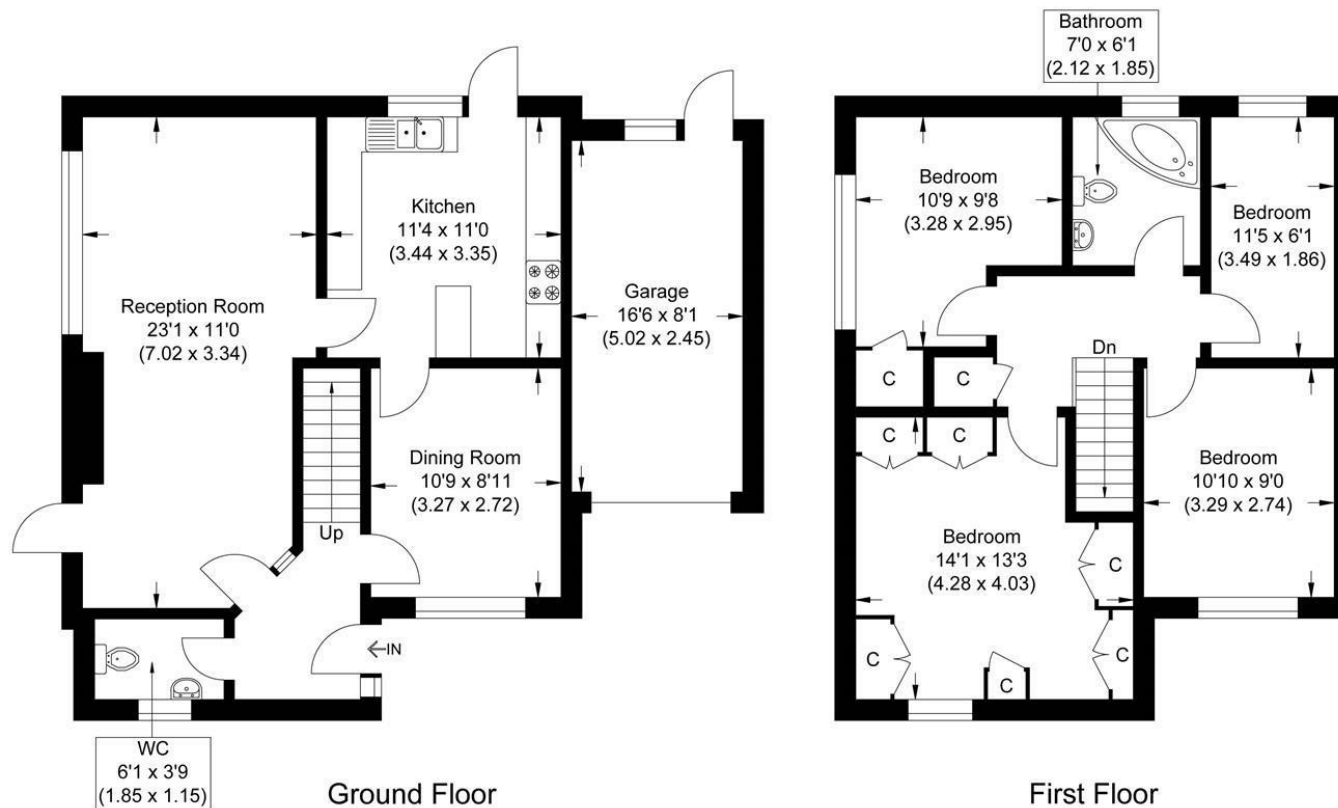 Bathroom
7'0 x 6'1
(2.12 x 1.85)
Kitchen
11'4 x 11'0
(3.44 x 3.35)
Reception Room
23'1 x 11'0
(7.02 x 3.34)
Garage
16'6 x 8'1
(5.02 x 2.45)
Dining Room
10'9 x 8'11
(3.27 x 2.72)
Up
IN
WC
6'1 x 3'9
(1.85 x 1.15)
Ground Floor
Bedroom
10'9 x 9'8
(3.28 x 2.95)
Bedroom
11'5 x 6'1
(3.49 x 1.86)
Dn
C
C
C
C
Bedroom
10'10 x 9'0
(3.29 x 2.74)
Bedroom
14'1 x 13'3
(4.28 x 4.03)
C
C
C
C
First Floor